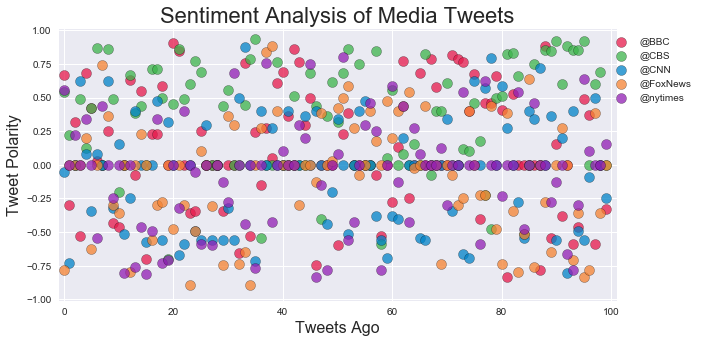 Sentiment Analysis of Media Tweets
1.00
0.75
0.50
0.25
0.00
−0.25
−0.50
−0.75
−1.00
Tweet Polarity
0
20
40
60
80
100
Tweets Ago
@BBC
@CBS
@CNN
@FoxNews
@nytimes